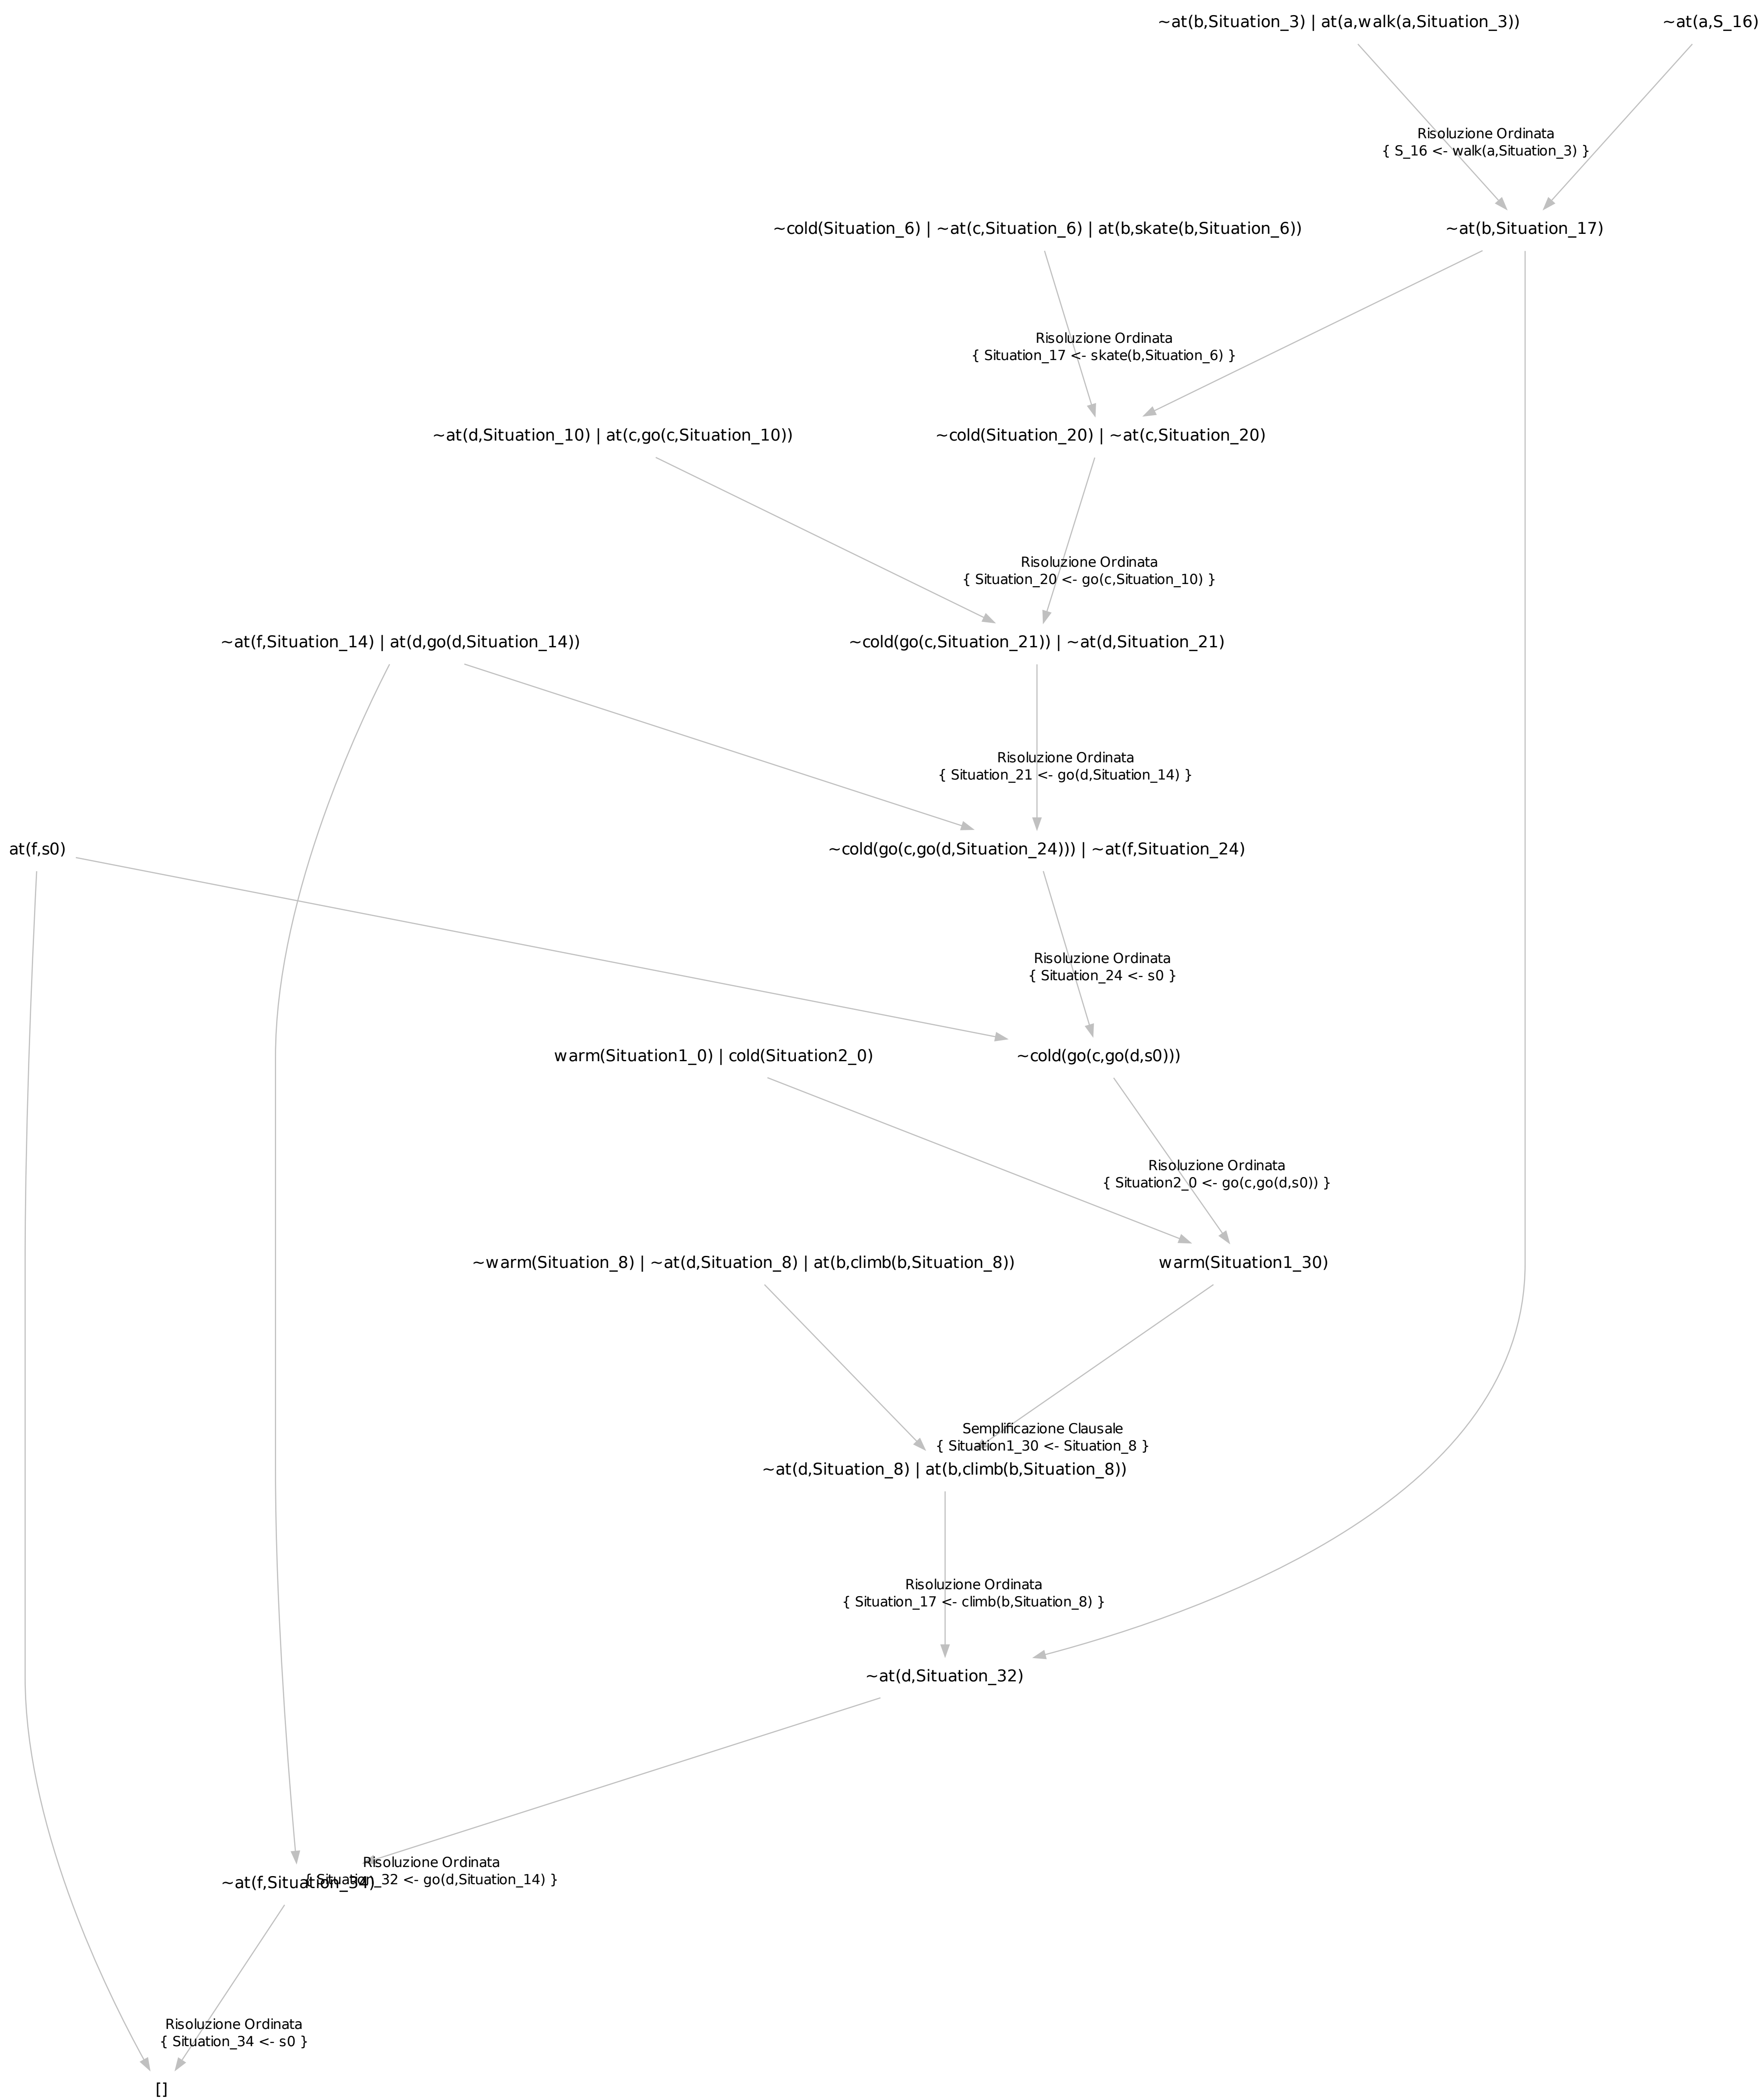 ~at(b,Situation_3) | at(a,walk(a,Situation_3))
~at(a,S_16)
Risoluzione Ordinata
{ S_16 <- walk(a,Situation_3) }
~cold(Situation_6) | ~at(c,Situation_6) | at(b,skate(b,Situation_6))
~at(b,Situation_17)
Risoluzione Ordinata
{ Situation_17 <- skate(b,Situation_6) }
~at(d,Situation_10) | at(c,go(c,Situation_10))
~cold(Situation_20) | ~at(c,Situation_20)
Risoluzione Ordinata
{ Situation_20 <- go(c,Situation_10) }
~at(f,Situation_14) | at(d,go(d,Situation_14))
~cold(go(c,Situation_21)) | ~at(d,Situation_21)
Risoluzione Ordinata
{ Situation_21 <- go(d,Situation_14) }
at(f,s0)
~cold(go(c,go(d,Situation_24))) | ~at(f,Situation_24)
Risoluzione Ordinata
{ Situation_24 <- s0 }
warm(Situation1_0) | cold(Situation2_0)
~cold(go(c,go(d,s0)))
Risoluzione Ordinata
{ Situation2_0 <- go(c,go(d,s0)) }
~warm(Situation_8) | ~at(d,Situation_8) | at(b,climb(b,Situation_8))
warm(Situation1_30)
Semplificazione Clausale
{ Situation1_30 <- Situation_8 }
~at(d,Situation_8) | at(b,climb(b,Situation_8))
Risoluzione Ordinata
{ Situation_17 <- climb(b,Situation_8) }
~at(d,Situation_32)
Risoluzione Ordinata
{ Situation_32 <- go(d,Situation_14) }
~at(f,Situation_34)
Risoluzione Ordinata
{ Situation_34 <- s0 }
[]